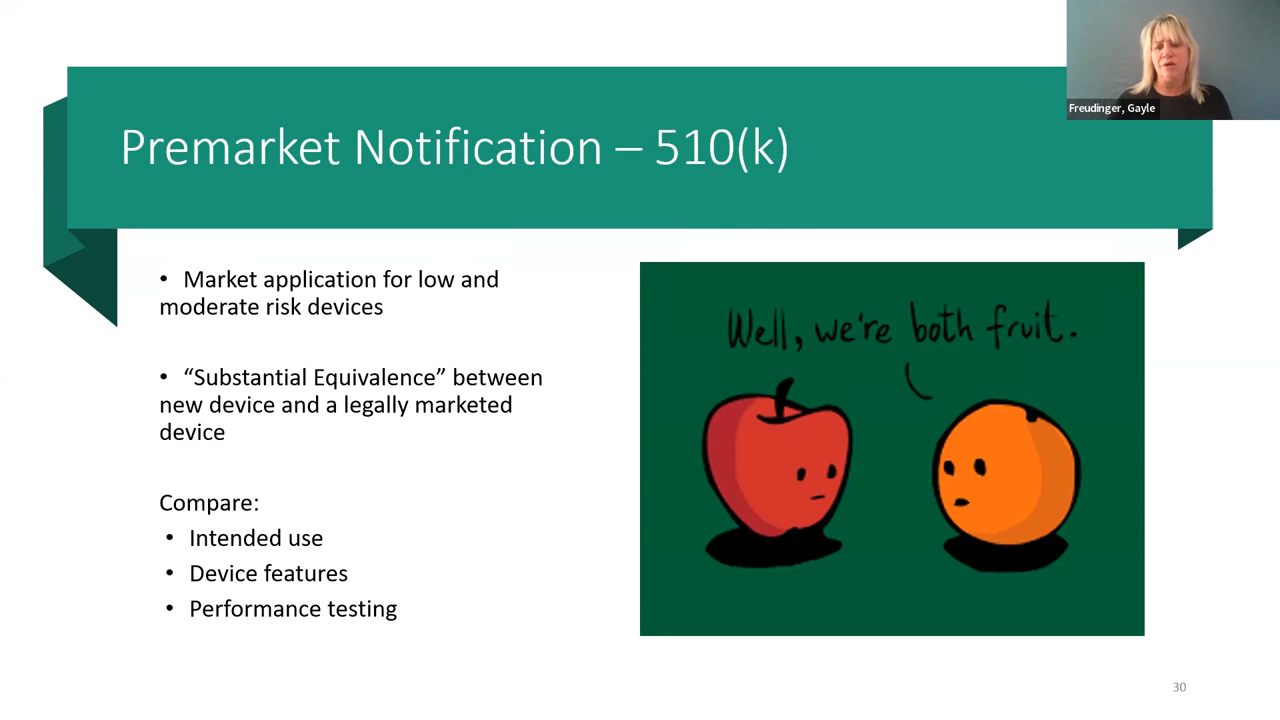 Freudinger, Gayle
Premarket Notification – 510(k)
• Market application for low and
moderate risk devices
• “Substantial Equivalence” between
new device and a legally marketed
device
Compare:
• Intended use
• Device features
• Performance testing
Well, we're both fruit.
30